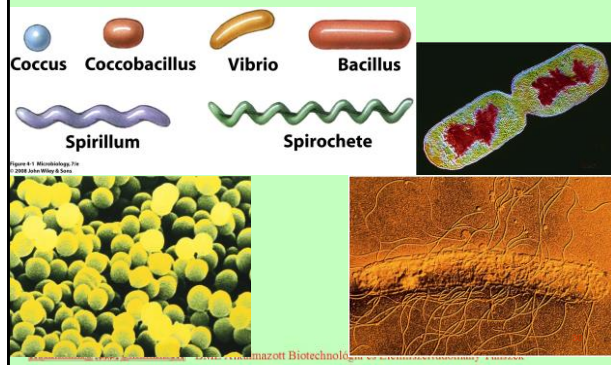 Coccus Coccobacillus Vibrio Bacillus
Spirillum Spirochete
Figure 4-1 Microbiology, 7/e
© 2008 John Wiley & Sons
Biotechnológia és